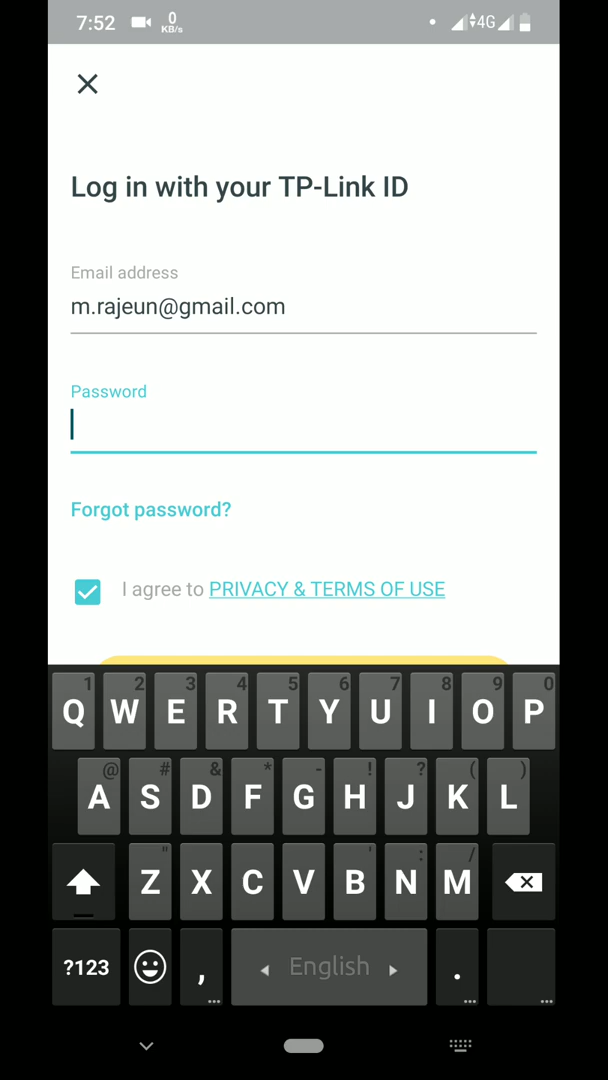 7:52 0 KB/s 4G
Log in with your TP-Link ID
Email address
m.rajeun@gmail.com
Password
Forgot password?
I agree to PRIVACY & TERMS OF USE
1 2 3 4 5 6 7 8 9 0
Q W E R T Y U I O P
@ # & * - ! ? ( )
A S D F G H J K L
" ' : /
Z X C V B N M
?123 , English .